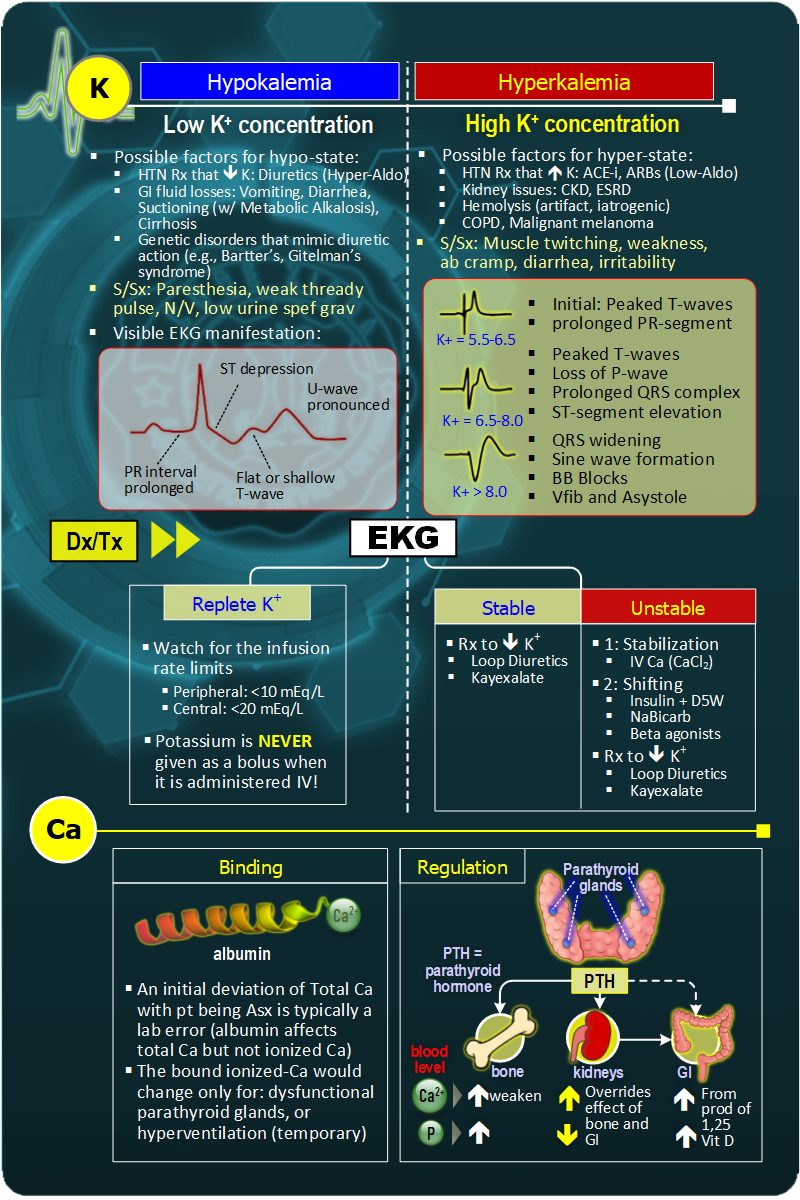 K
Hypokalemia
Low K⁺ concentration
▪ Possible factors for hypo-state:
▪ HTN Rx that 🡻 K: Diuretics (Hyper-Aldo)
▪ GI fluid losses: Vomiting, Diarrhea,
Suctioning (w/ Metabolic Alkalosis),
Cirrhosis
▪ Genetic disorders that mimic diuretic
action (e.g., Bartter's, Gitelman's
syndrome)
▪ S/Sx: Paresthesia, weak thready
pulse, N/V, low urine spef grav
▪ Visible EKG manifestation:
ST depression
U-wave
pronounced
PR interval
prolonged
Flat or shallow
T-wave
Hyperkalemia
High K⁺ concentration
▪ Possible factors for hyper-state:
▪ HTN Rx that 🡹 K: ACE-i, ARBs (Low-Aldo)
▪ Kidney issues: CKD, ESRD
▪ Hemolysis (artifact, iatrogenic)
▪ COPD, Malignant melanoma
▪ S/Sx: Muscle twitching, weakness,
ab cramp, diarrhea, irritability
K+ = 5.5-6.5
▪ Initial: Peaked T-waves
▪ prolonged PR-segment
K+ = 6.5-8.0
▪ Peaked T-waves
▪ Loss of P-wave
▪ Prolonged QRS complex
▪ ST-segment elevation
K+ > 8.0
▪ QRS widening
▪ Sine wave formation
▪ BB Blocks
▪ Vfib and Asystole
Dx/Tx
EKG
Replete K⁺
▪ Watch for the infusion
rate limits
▪ Peripheral: <10 mEq/L
▪ Central: <20 mEq/L
▪ Potassium is NEVER
given as a bolus when
it is administered IV!
Stable
▪ Rx to 🡻 K⁺
▪ Loop Diuretics
▪ Kayexalate
Unstable
▪ 1: Stabilization
▪ IV Ca (CaCl₂)
▪ 2: Shifting
▪ Insulin + D5W
▪ NaBicarb
▪ Beta agonists
▪ Rx to 🡻 K⁺
▪ Loop Diuretics
▪ Kayexalate
Ca
Binding
Ca²⁺
albumin
▪ An initial deviation of Total Ca
with pt being Asx is typically a
lab error (albumin affects
total Ca but not ionized Ca)
▪ The bound ionized-Ca would
change only for: dysfunctional
parathyroid glands, or
hyperventilation (temporary)
Regulation
Parathyroid
glands
PTH =
parathyroid
hormone
PTH
blood
level
bone
kidneys
GI
Ca²⁺
🡹 weaken
🡹 Overrides
effect of
bone and
GI
🡹 From
prod of
1,25
Vit D
P
🡹
🡻
🡹